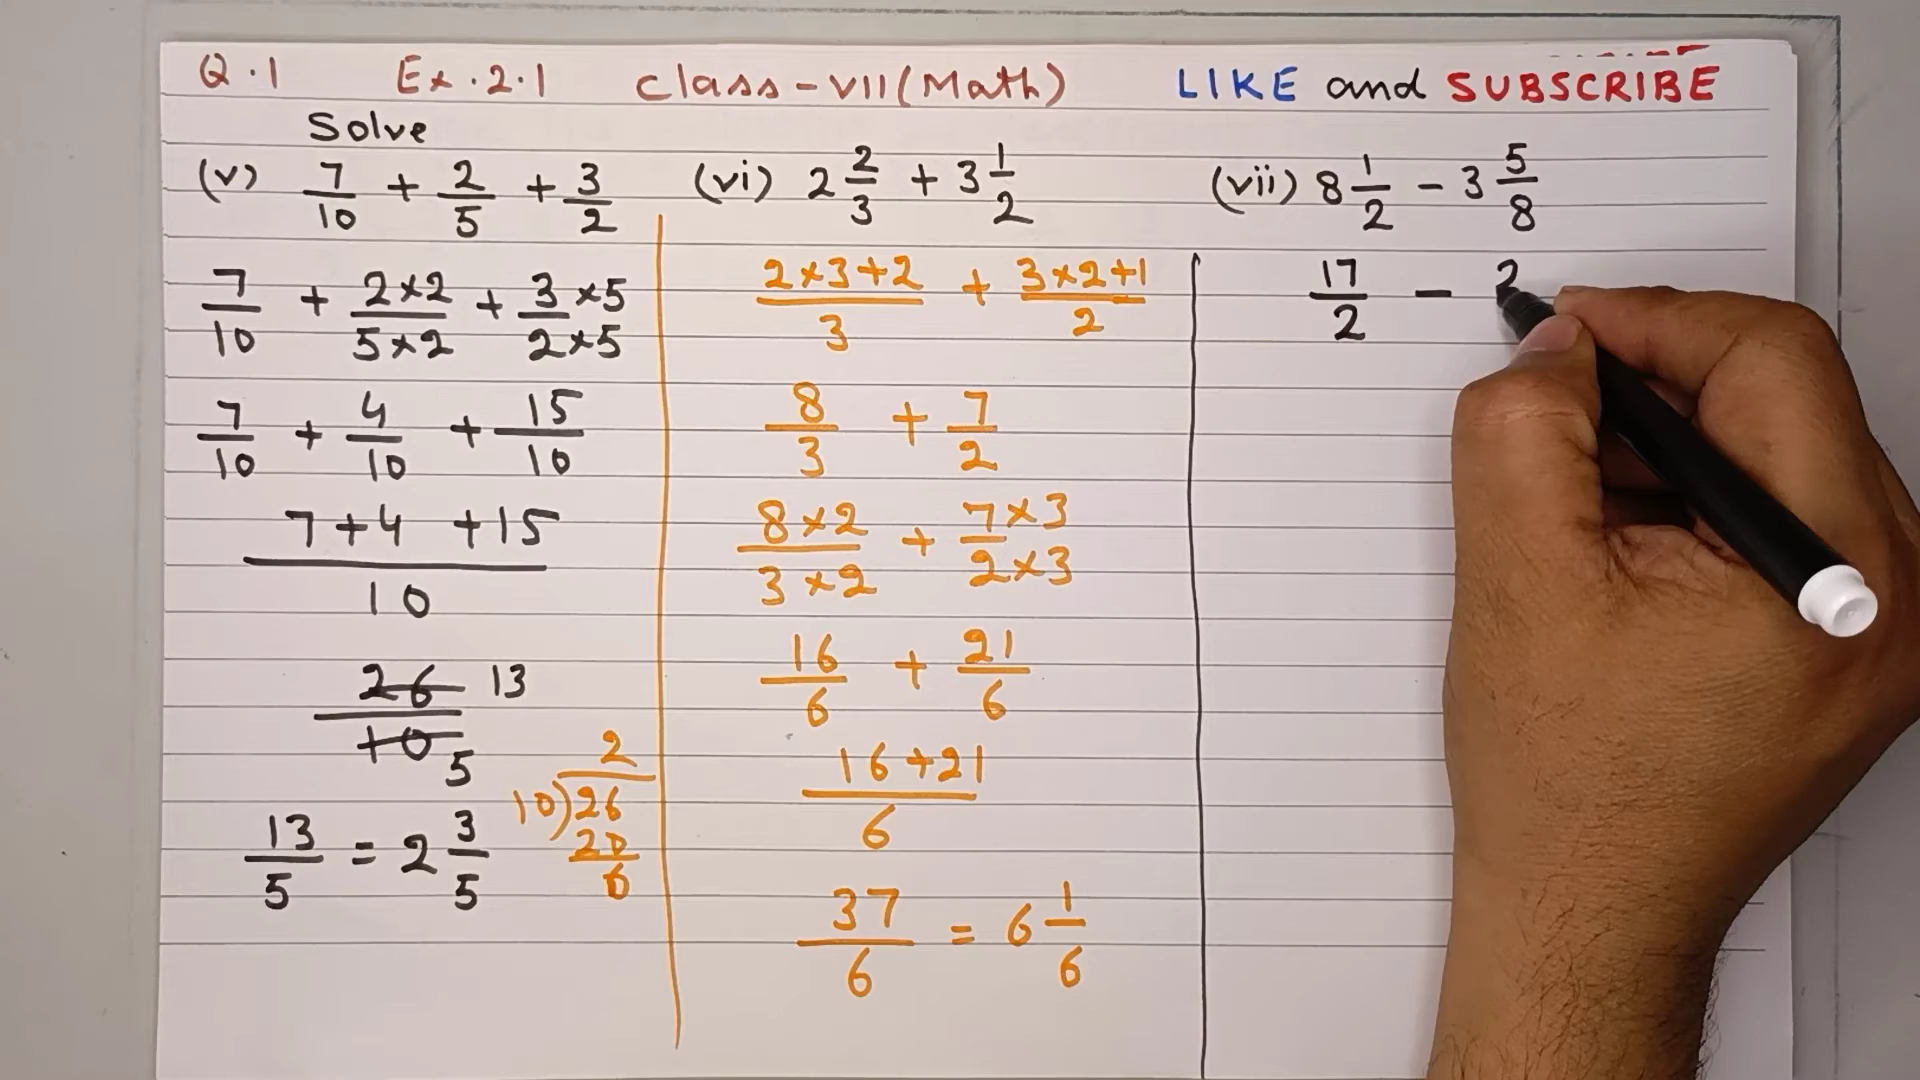 Q.1 Ex.2.1 Class-VII (Math) LIKE and SUBSCRIBE
Solve
(v) 7/10 + 2/5 + 3/2
7/10 + 2×2/5×2 + 3×5/2×5
7/10 + 4/10 + 15/10
7+4+15/10
26/10 13/5
13/5 = 2 3/5
2
10)26
20
6
(vi) 2 2/3 + 3 1/2
2×3+2/3 + 3×2+1/2
8/3 + 7/2
8×2/3×2 + 7×3/2×3
16/6 + 21/6
16+21/6
37/6 = 6 1/6
(vii) 8 1/2 - 3 5/8
17/2 - 2